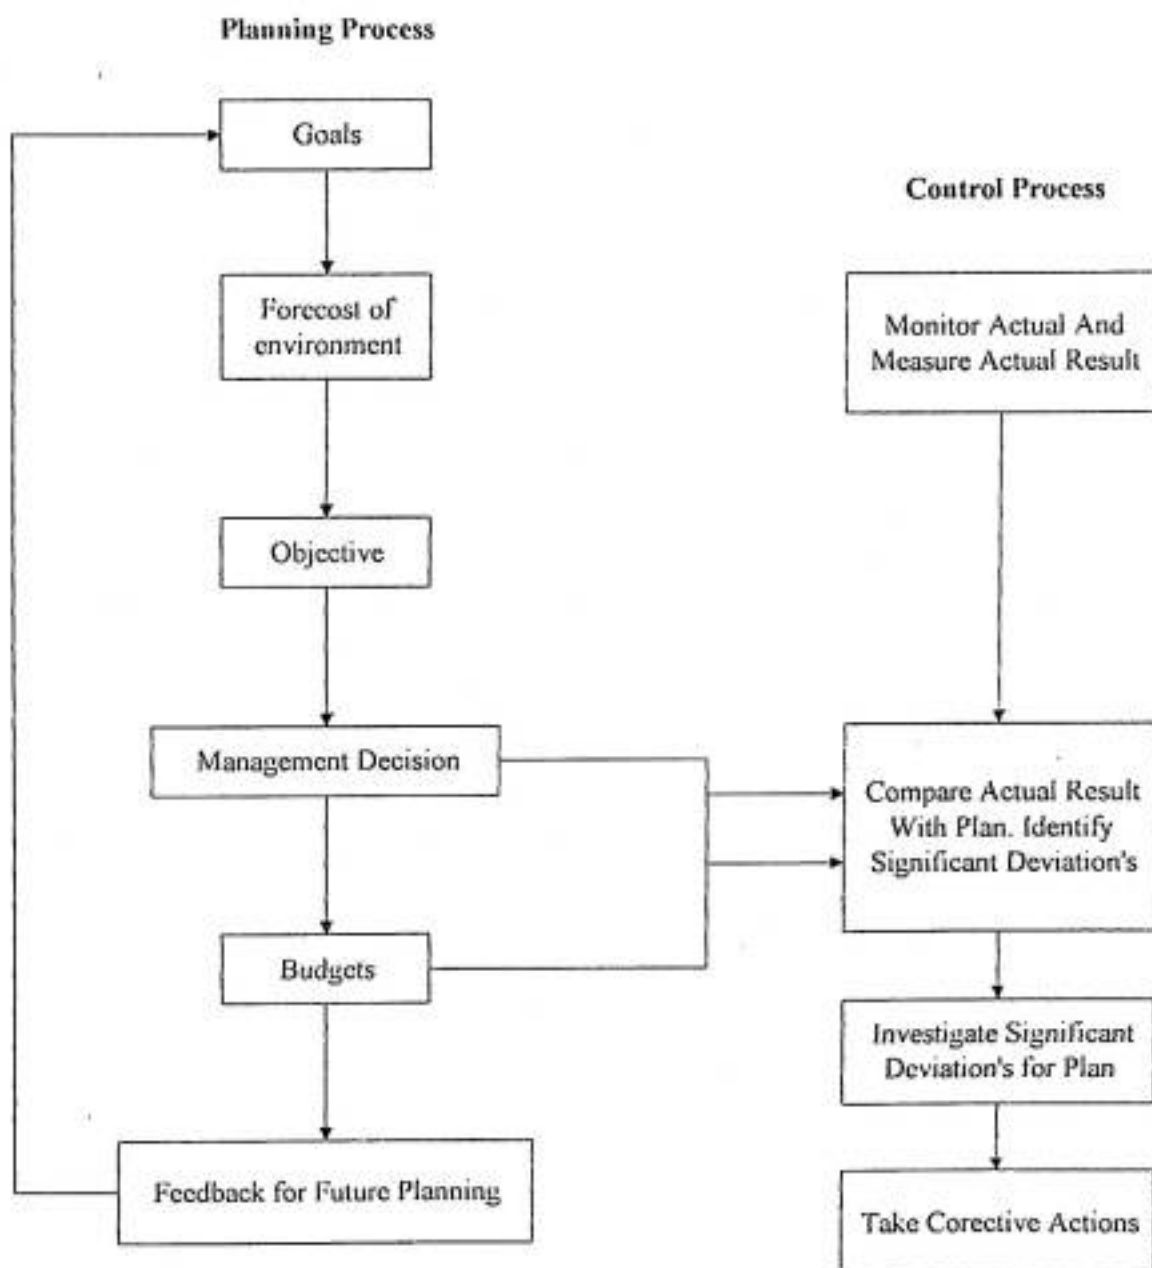 Planning Process
Goals
Forecost of
environment
Objective
Management Decision
Budgets
Feedback for Future Planning
Control Process
Monitor Actual And
Measure Actual Result
Compare Actual Result
With Plan. Identify
Significant Deviation's
Investigate Significant
Deviation's for Plan
Take Corective Actions